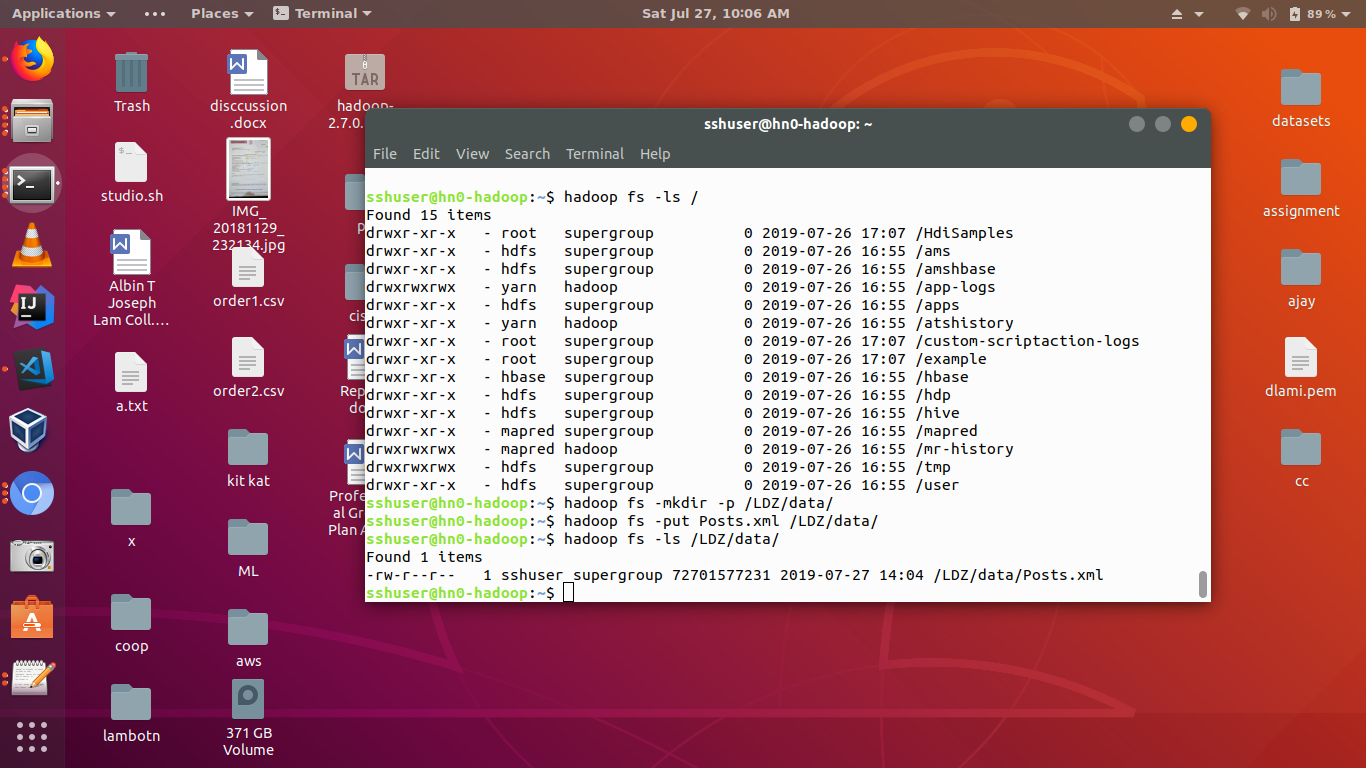 Applications
Places
Terminal
Sat Jul 27, 10:06 AM
89 %
Trash
disccussion
.docx
TAR
hadoop-
2.7.0.
studio.sh
IMG_
20181129_
232134.jpg
Albin T
Joseph
Lam Coll....
order1.csv
a.txt
order2.csv
kit kat
x
ML
coop
aws
lambotn
371 GB
Volume
p
cis
Rep
do
Profe
al Gr
Plan A
datasets
assignment
ajay
dlami.pem
cc
sshuser@hn0-hadoop: ~
File Edit View Search Terminal Help
sshuser@hn0-hadoop:~$ hadoop fs -ls /
Found 15 items
drwxr-xr-x   - root   supergroup          0 2019-07-26 17:07 /HdiSamples
drwxr-xr-x   - hdfs   supergroup          0 2019-07-26 16:55 /ams
drwxr-xr-x   - hdfs   supergroup          0 2019-07-26 16:55 /amshbase
drwxrwxrwx   - yarn   hadoop              0 2019-07-26 16:55 /app-logs
drwxr-xr-x   - hdfs   supergroup          0 2019-07-26 16:55 /apps
drwxr-xr-x   - yarn   hadoop              0 2019-07-26 16:55 /atshistory
drwxr-xr-x   - root   supergroup          0 2019-07-26 17:07 /custom-scriptaction-logs
drwxr-xr-x   - root   supergroup          0 2019-07-26 17:07 /example
drwxr-xr-x   - hbase  supergroup          0 2019-07-26 16:55 /hbase
drwxr-xr-x   - hdfs   supergroup          0 2019-07-26 16:55 /hdp
drwxr-xr-x   - hdfs   supergroup          0 2019-07-26 16:55 /hive
drwxr-xr-x   - mapred supergroup          0 2019-07-26 16:55 /mapred
drwxrwxrwx   - mapred hadoop              0 2019-07-26 16:55 /mr-history
drwxrwxrwx   - hdfs   supergroup          0 2019-07-26 16:55 /tmp
drwxr-xr-x   - hdfs   supergroup          0 2019-07-26 16:55 /user
sshuser@hn0-hadoop:~$ hadoop fs -mkdir -p /LDZ/data/
sshuser@hn0-hadoop:~$ hadoop fs -put Posts.xml /LDZ/data/
sshuser@hn0-hadoop:~$ hadoop fs -ls /LDZ/data/
Found 1 items
-rw-r--r--   1 sshuser supergroup 72701577231 2019-07-27 14:04 /LDZ/data/Posts.xml
sshuser@hn0-hadoop:~$